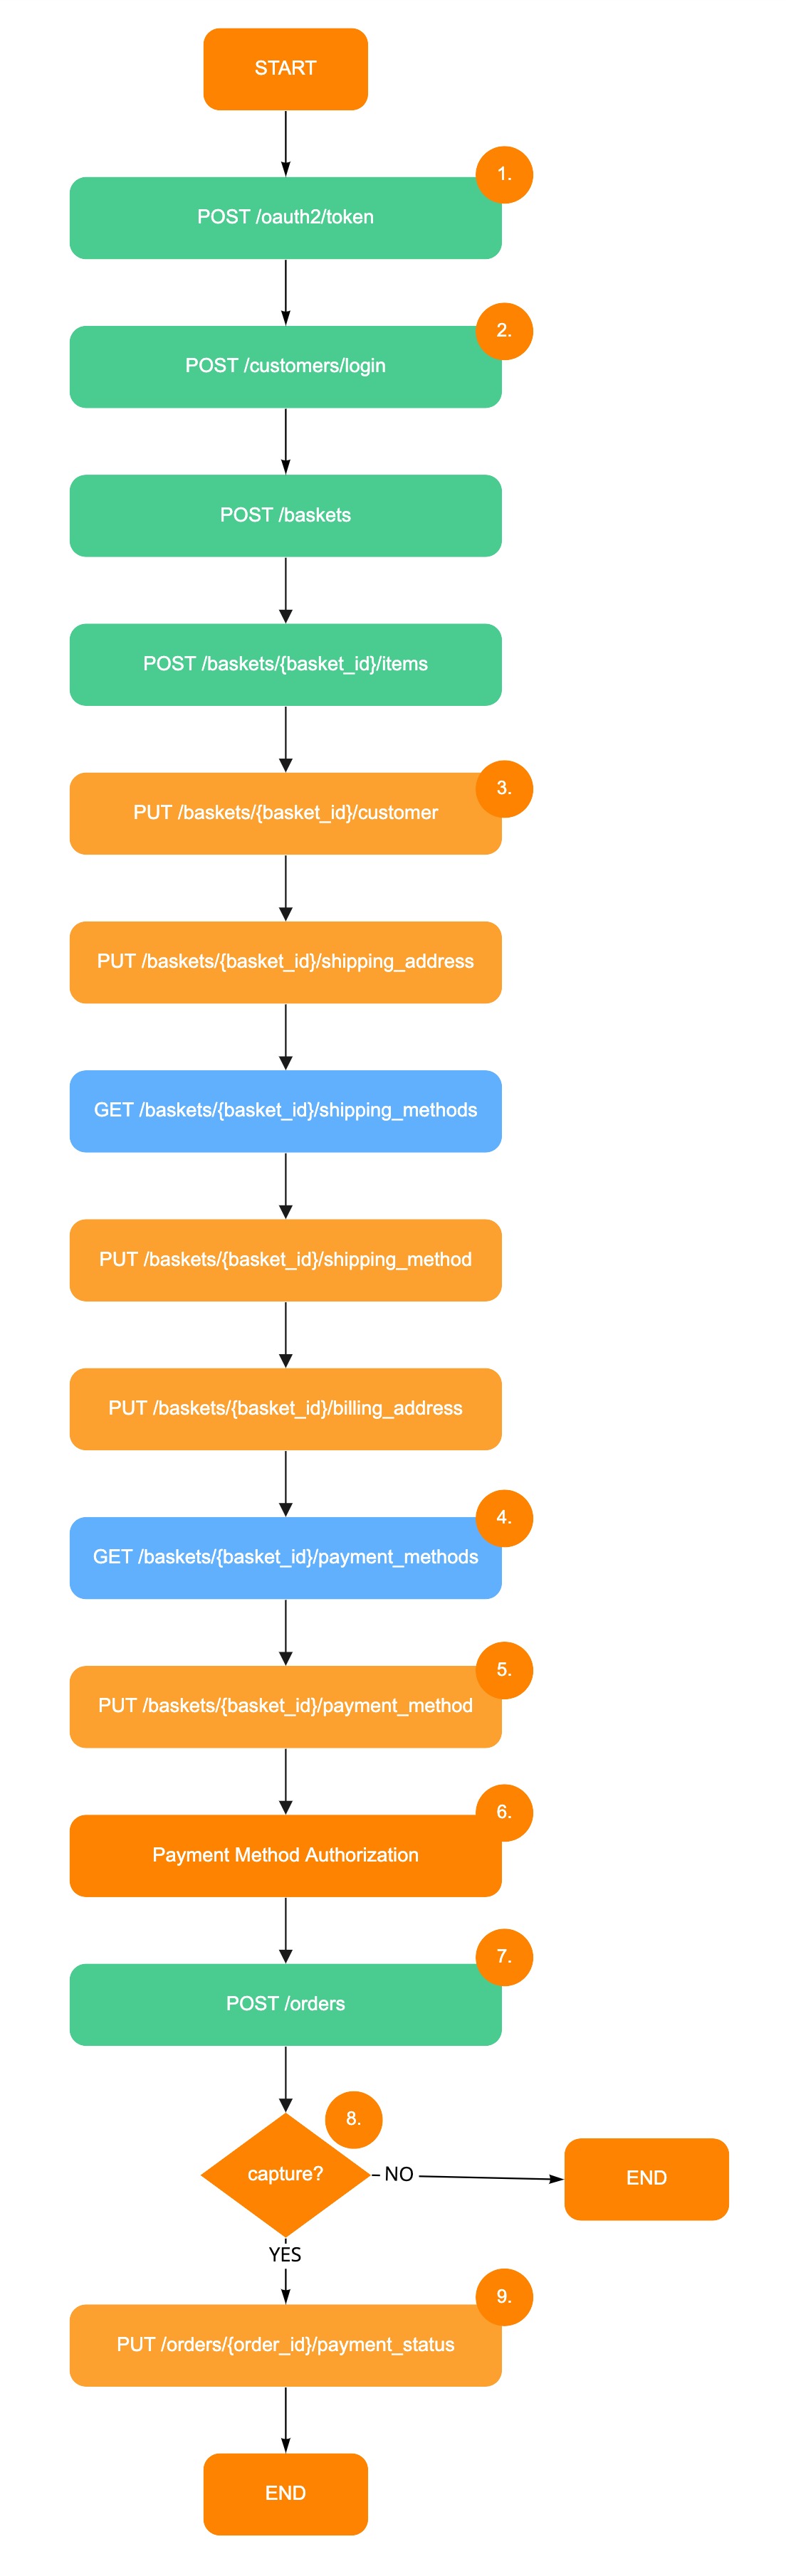 START
1.
POST /oauth2/token
2.
POST /customers/login
POST /baskets
POST /baskets/{basket_id}/items
3.
PUT /baskets/{basket_id}/customer
PUT /baskets/{basket_id}/shipping_address
GET /baskets/{basket_id}/shipping_methods
PUT /baskets/{basket_id}/shipping_method
PUT /baskets/{basket_id}/billing_address
4.
GET /baskets/{basket_id}/payment_methods
5.
PUT /baskets/{basket_id}/payment_method
6.
Payment Method Authorization
7.
POST /orders
8.
capture?
NO
END
YES
9.
PUT /orders/{order_id}/payment_status
END